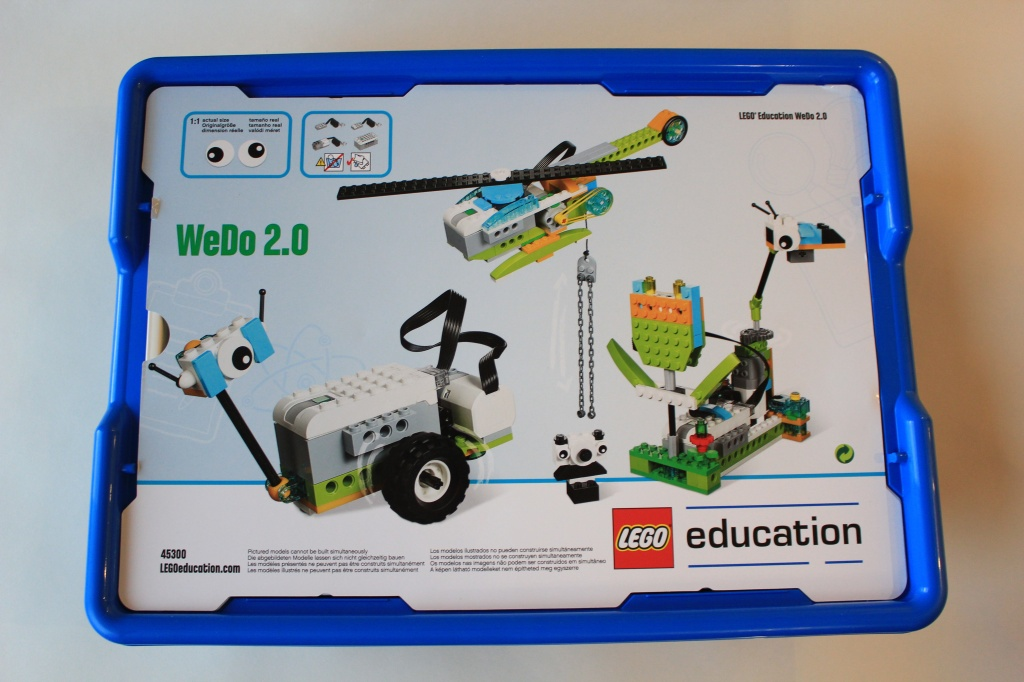 1:1 actual size
Originalgröße
dimension réelle
tamaño real
tamanho real
valódi méret
LEGO® Education WeDo 2.0
WeDo 2.0
45300
LEGOeducation.com
Pictured models cannot be built simultaneously
Die abgebildeten Modelle lassen sich nicht gleichzeitig bauen
Les modèles présentés ne peuvent pas être construits simultanément
Les modèles illustrés ne peuvent pas être construits simultanément
Los modelos ilustrados no pueden construirse simultáneamente
Los modelos mostrados no se construyen simultáneamente
Os modelos nas imagens não podem ser construídos em simultâneo
A képen látható modelleket nem építheted meg egyszerre
LEGO education